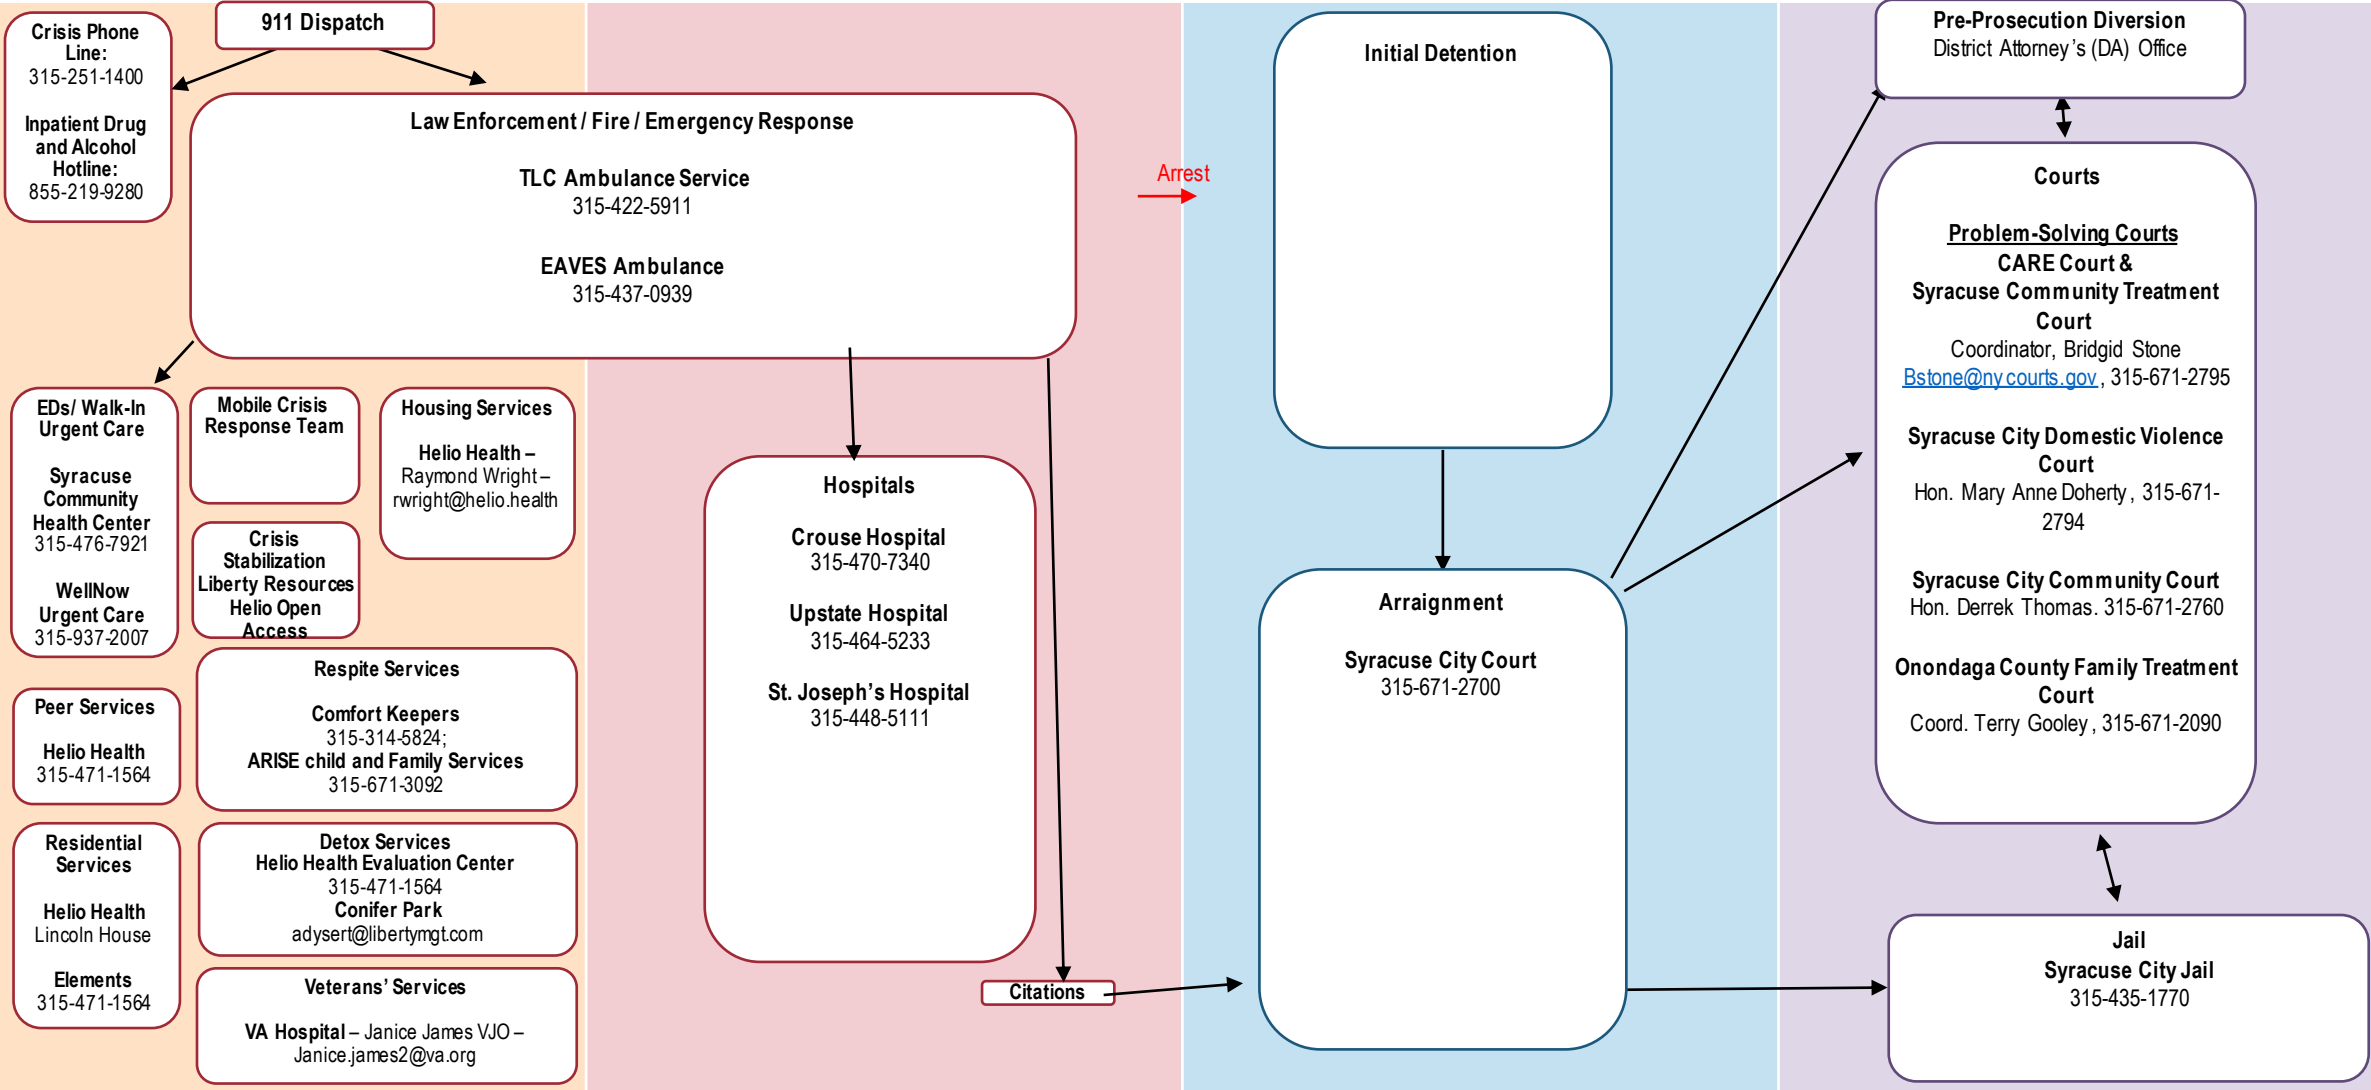 Crisis Phone
Line:
315-251-1400
Inpatient Drug
and Alcohol
Hotline:
855-219-9280
911 Dispatch
Law Enforcement / Fire / Emergency Response
TLC Ambulance Service
315-422-5911
EAVES Ambulance
315-437-0939
EDs/ Walk-In
Urgent Care
Syracuse
Community
Health Center
315-476-7921
WellNow
Urgent Care
315-937-2007
Mobile Crisis
Response Team
Housing Services
Helio Health –
Raymond Wright –
rwright@helio.health
Crisis
Stabilization
Liberty Resources
Helio Open
Access
Peer Services
Helio Health
315-471-1564
Respite Services
Comfort Keepers
315-314-5824;
ARISE child and Family Services
315-671-3092
Residential
Services
Helio Health
Lincoln House
Elements
315-471-1564
Detox Services
Helio Health Evaluation Center
315-471-1564
Conifer Park
adysert@libertymgt.com
Veterans' Services
VA Hospital – Janice James VJO –
Janice.james2@va.org
Hospitals
Crouse Hospital
315-470-7340
Upstate Hospital
315-464-5233
St. Joseph's Hospital
315-448-5111
Citations
Arrest
Initial Detention
Arraignment
Syracuse City Court
315-671-2700
Pre-Prosecution Diversion
District Attorney's (DA) Office
Courts
Problem-Solving Courts
CARE Court &
Syracuse Community Treatment
Court
Coordinator, Bridgid Stone
Bstone@nycourts.gov, 315-671-2795
Syracuse City Domestic Violence
Court
Hon. Mary Anne Doherty, 315-671-
2794
Syracuse City Community Court
Hon. Derrek Thomas. 315-671-2760
Onondaga County Family Treatment
Court
Coord. Terry Gooley, 315-671-2090
Jail
Syracuse City Jail
315-435-1770